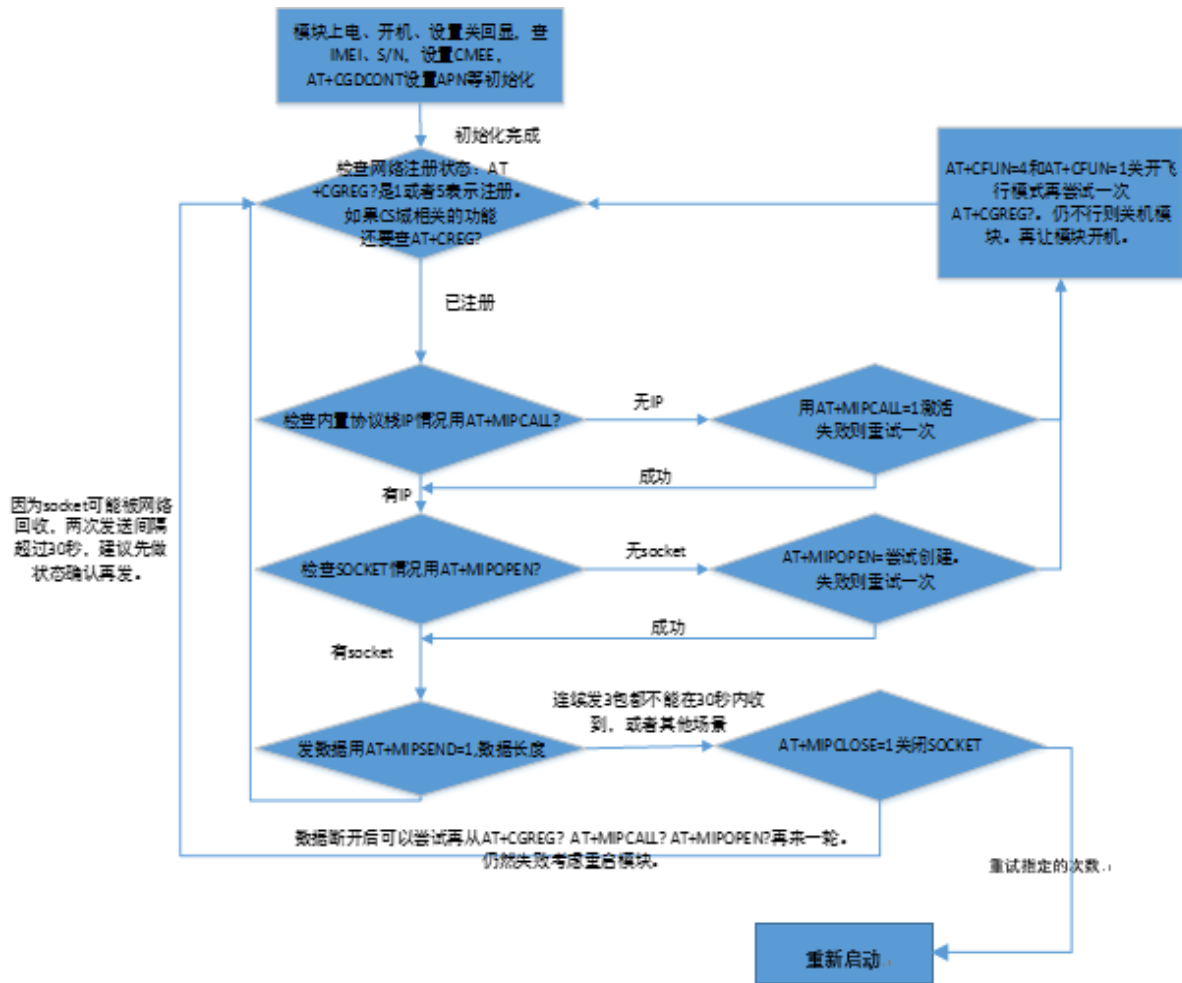 模块上电、开机、设置关回显，查
IMEI、S/N，设置CMEE，
AT+CGDCONT设置APN等初始化
初始化完成
检查网络注册状态：AT
+CGREG?是1或者5表示注册。
如果CS域相关的功能
还要查AT+CREG?
AT+CFUN=4和AT+CFUN=1关开飞
行模式再尝试一次
AT+CGREG?。仍不行则关机模
块。再让模块开机。
已注册
检查内置协议栈IP情况用AT+MIPCALL?
无IP
用AT+MIPCALL=1激活
失败则重试一次
成功
有IP
因为socket可能被网络
回收，两次发送间隔
超过30秒，建议先做
状态确认再发。
检查SOCKET情况用AT+MIPOPEN?
无socket
AT+MIPOPEN=尝试创建。
失败则重试一次
成功
有socket
连续发3包都不能在30秒内收
到，或者其他场景
发数据用AT+MIPSEND=1,数据长度
AT+MIPCLOSE=1关闭SOCKET
数据断开后可以尝试再从AT+CGREG? AT+MIPCALL? AT+MIPOPEN?再来一轮。
仍然失败考虑重启模块。
重试指定的次数
重新启动